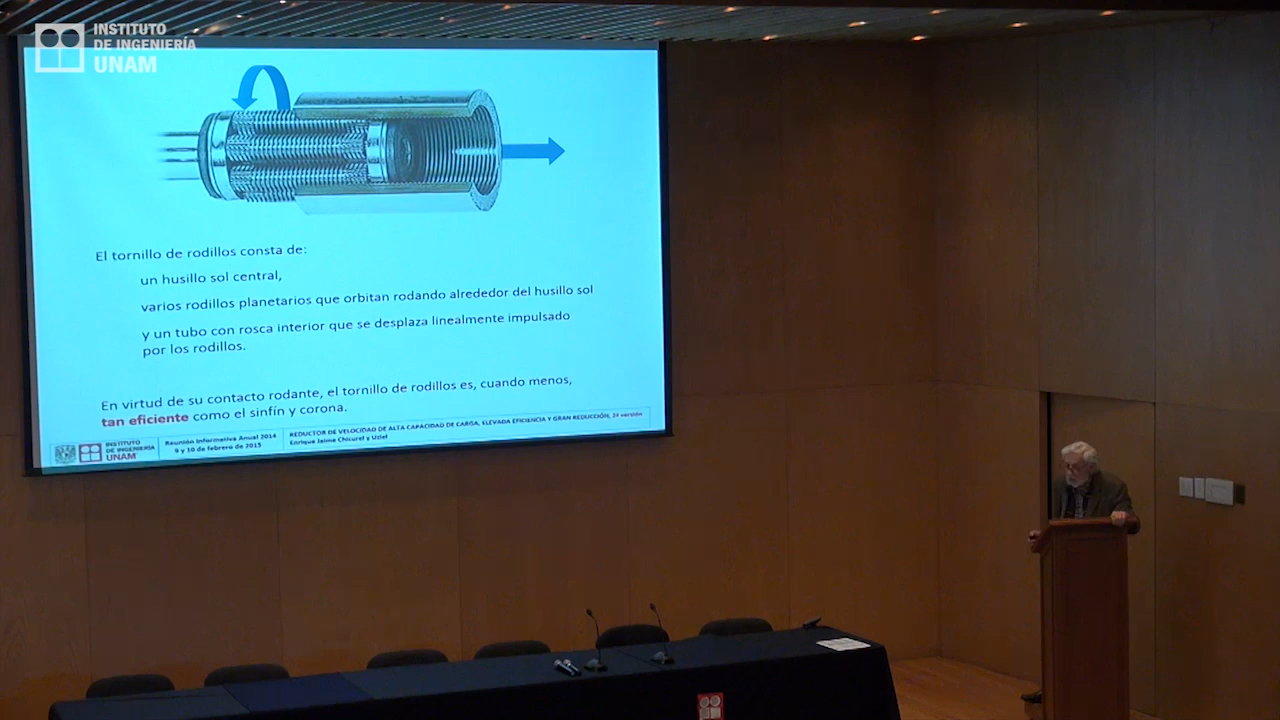 INSTITUTO
DE INGENIERÍA
UNAM
El tornillo de rodillos consta de:
un husillo sol central,
varios rodillos planetarios que orbitan rodando alrededor del husillo sol
y un tubo con rosca interior que se desplaza linealmente impulsado
por los rodillos.
En virtud de su contacto rodante, el tornillo de rodillos es, cuando menos,
tan eficiente como el sinfín y corona.
INSTITUTO
DE INGENIERÍA
UNAM
Reunión Informativa Anual 2014
9 y 10 de febrero de 2015
REDUCTOR DE VELOCIDAD DE ALTA CAPACIDAD DE CARGA, ELEVADA EFICIENCIA Y GRAN REDUCCIÓN, 2ª versión
Enrique Jaime Chicurel y Uziel